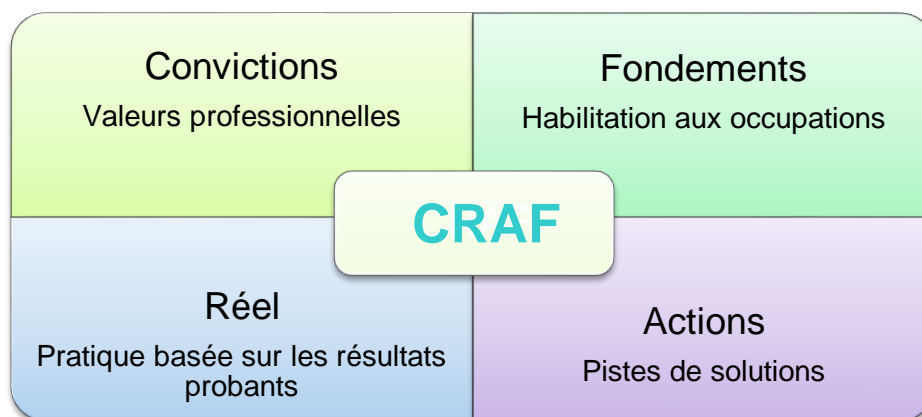 Convictions
Valeurs professionnelles
Fondements
Habilitation aux occupations
CRAF
Réel
Pratique basée sur les résultats
probants
Actions
Pistes de solutions